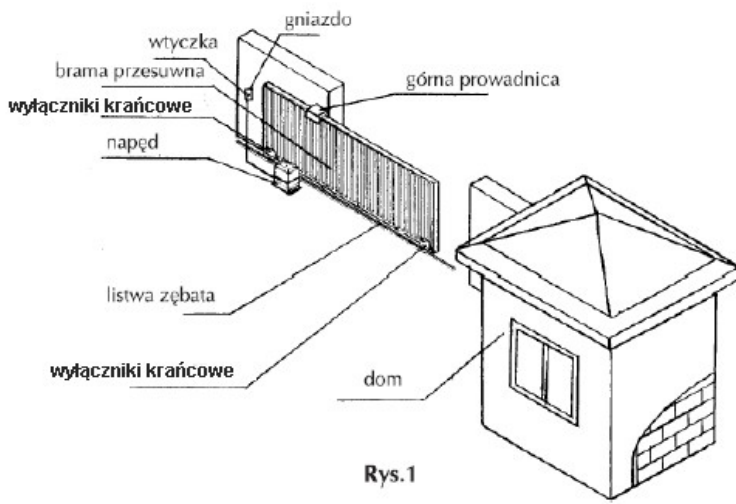 gniazdo
wtyczka
brama przesuwna
górna prowadnica
wyłączniki krańcowe
napęd
listwa zębata
wyłączniki krańcowe
dom
Rys.1